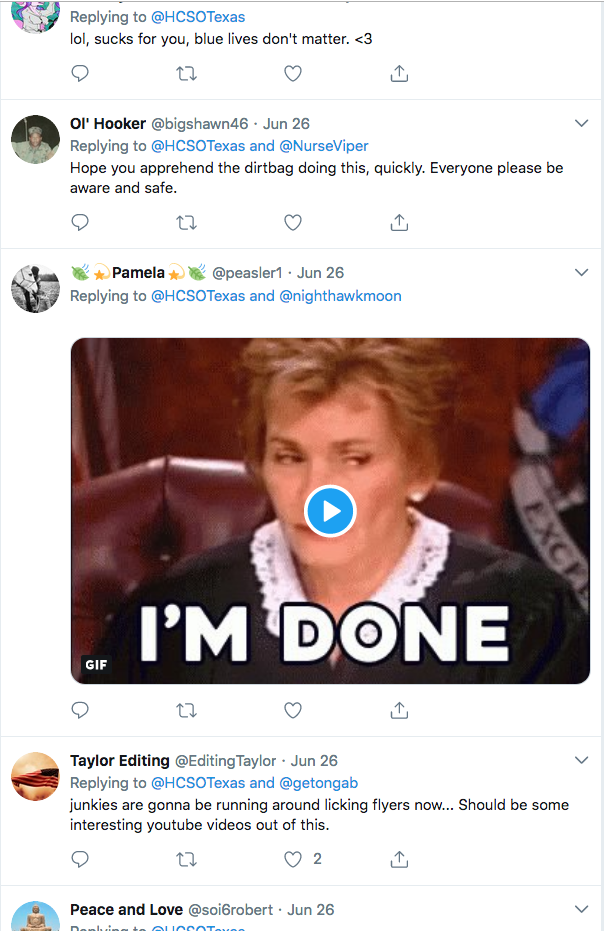 Replying to @HCSOTexas
lol, sucks for you, blue lives don't matter. <3
Ol' Hooker @bigshawn46 · Jun 26
Replying to @HCSOTexas and @NurseViper
Hope you apprehend the dirtbag doing this, quickly. Everyone please be
aware and safe.
Pamela @peasler1 · Jun 26
Replying to @HCSOTexas and @nighthawkmoon
EXCE
I'M DONE
GIF
Taylor Editing @EditingTaylor · Jun 26
Replying to @HCSOTexas and @getongab
junkies are gonna be running around licking flyers now... Should be some
interesting youtube videos out of this.
2
Peace and Love @soi6robert · Jun 26
Replying to @HCSOTexas